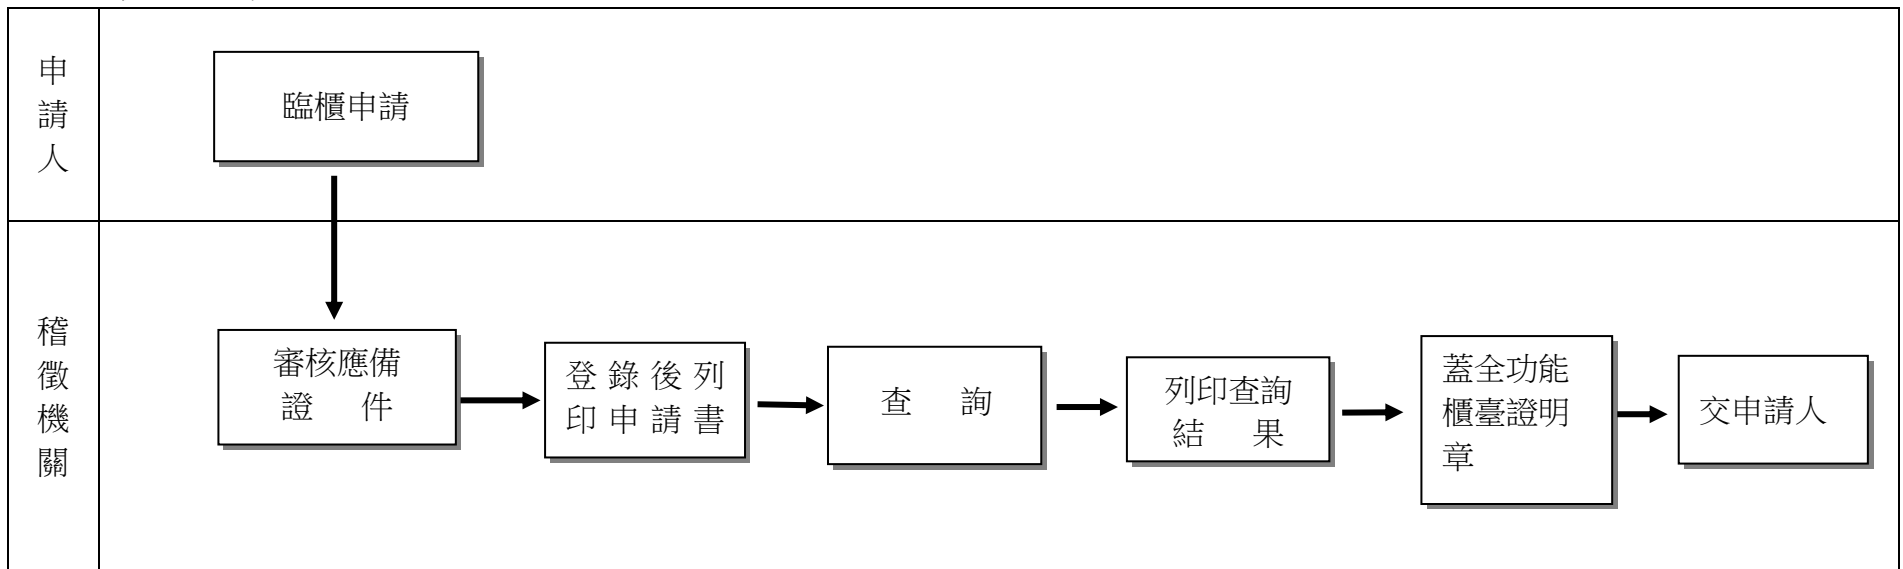 申請人
臨櫃申請
稽徵機關
審核應備
證 件
登錄後列
印申請書
查 詢
列印查詢
結 果
蓋全功能
櫃臺證明
章
交申請人